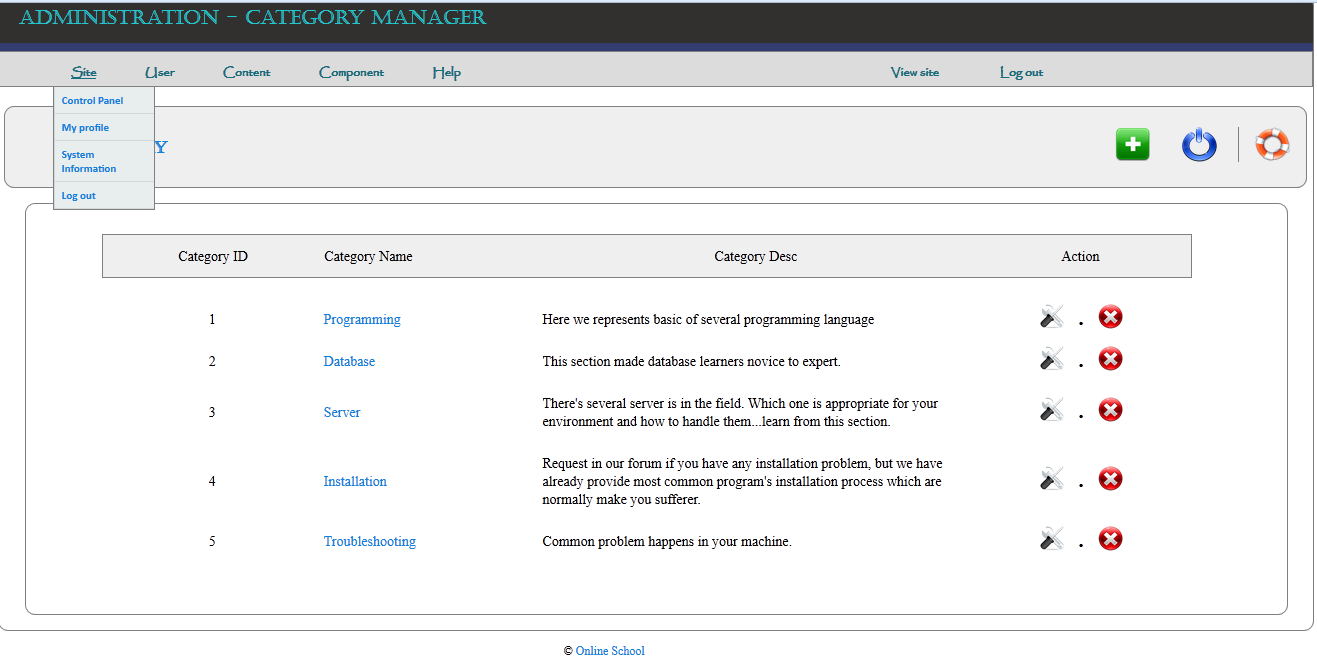 ADMINISTRATION - CATEGORY MANAGER
Site User Content Component Help View site Log out
Control Panel
My profile
System
Information
Log out
Y
Category ID Category Name Category Desc Action
1 Programming Here we represents basic of several programming language .
2 Database This section made database learners novice to expert. .
3 Server There's several server is in the field. Which one is appropriate for your
environment and how to handle them...learn from this section. .
4 Installation Request in our forum if you have any installation problem, but we have
already provide most common program's installation process which are
normally make you sufferer. .
5 Troubleshooting Common problem happens in your machine. .
© Online School